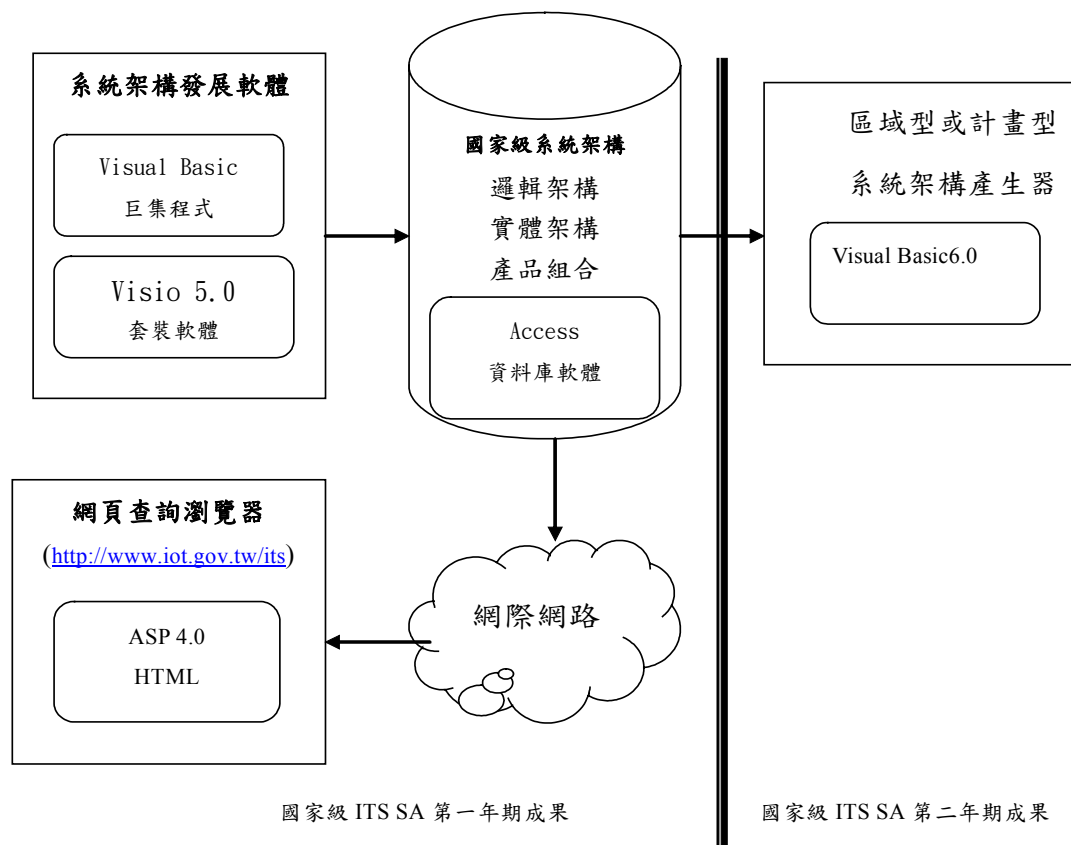 系統架構發展軟體
Visual Basic
巨集程式
Visio 5.0
套裝軟體
國家級系統架構
邏輯架構
實體架構
產品組合
Access
資料庫軟體
區域型或計畫型
系統架構產生器
Visual Basic6.0
網頁查詢瀏覽器
(http://www.iot.gov.tw/its)
ASP 4.0
HTML
網際網路
國家級 ITS SA 第一年期成果
國家級 ITS SA 第二年期成果